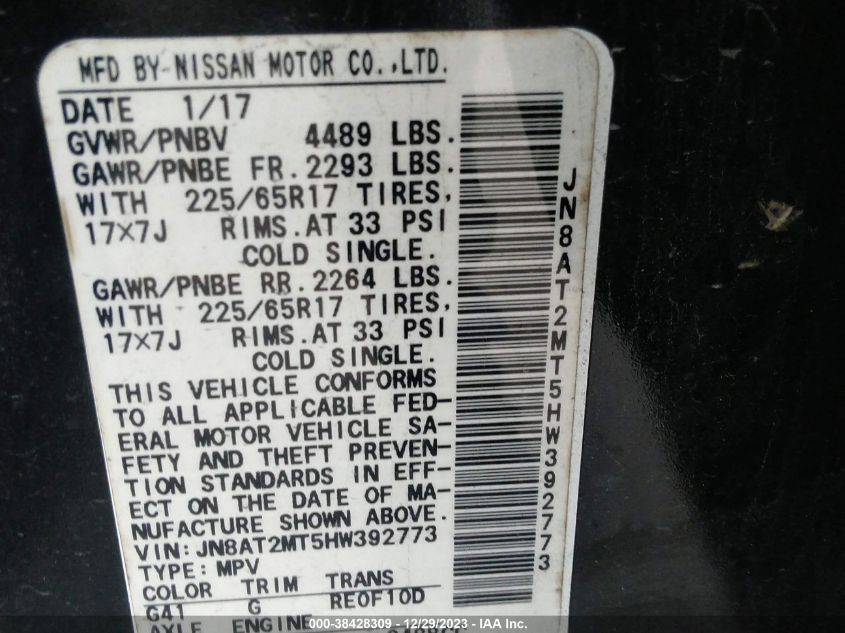 MFD BY NISSAN MOTOR CO.,LTD.
DATE 1/17
GVWR/PNBV 4489 LBS.
GAWR/PNBE FR. 2293 LBS.
WITH 225/65R17 TIRES,
17×7J RIMS. AT 33 PSI
COLD SINGLE.
GAWR/PNBE RR. 2264 LBS.
WITH 225/65R17 TIRES,
17×7J RIMS. AT 33 PSI
COLD SINGLE.
THIS VEHICLE CONFORMS
TO ALL APPLICABLE FED-
ERAL MOTOR VEHICLE SA-
FETY AND THEFT PREVEN-
TION STANDARDS IN EFF-
ECT ON THE DATE OF MA-
NUFACTURE SHOWN ABOVE.
VIN: JN8AT2MT5HW392773
TYPE: MPV
COLOR TRIM TRANS
G41 G RE0F10D
AXLE ENGINE
JN8AT2MT5HW392773
000-38428309 - 12/29/2023 - IAA Inc.